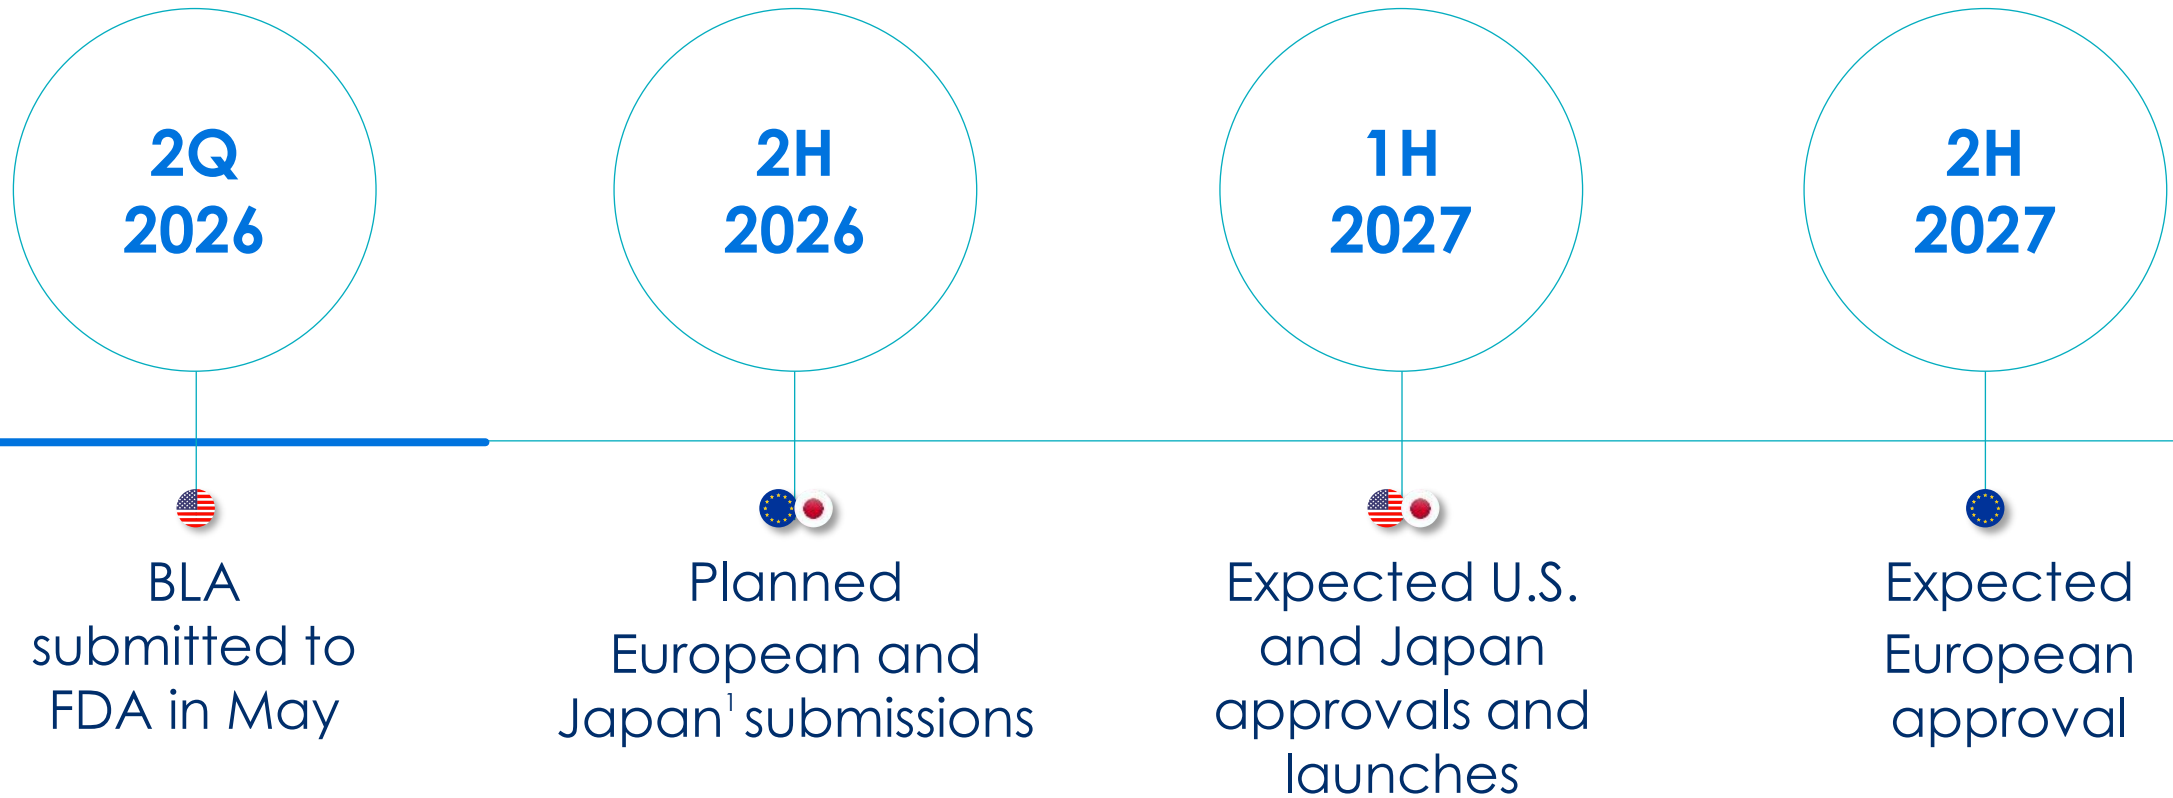 2Q
2026
BLA
submitted to
FDA in May
2H
2026
Planned
European and
Japan¹ submissions
1H
2027
Expected U.S.
and Japan
approvals and
launches
2H
2027
Expected
European
approval